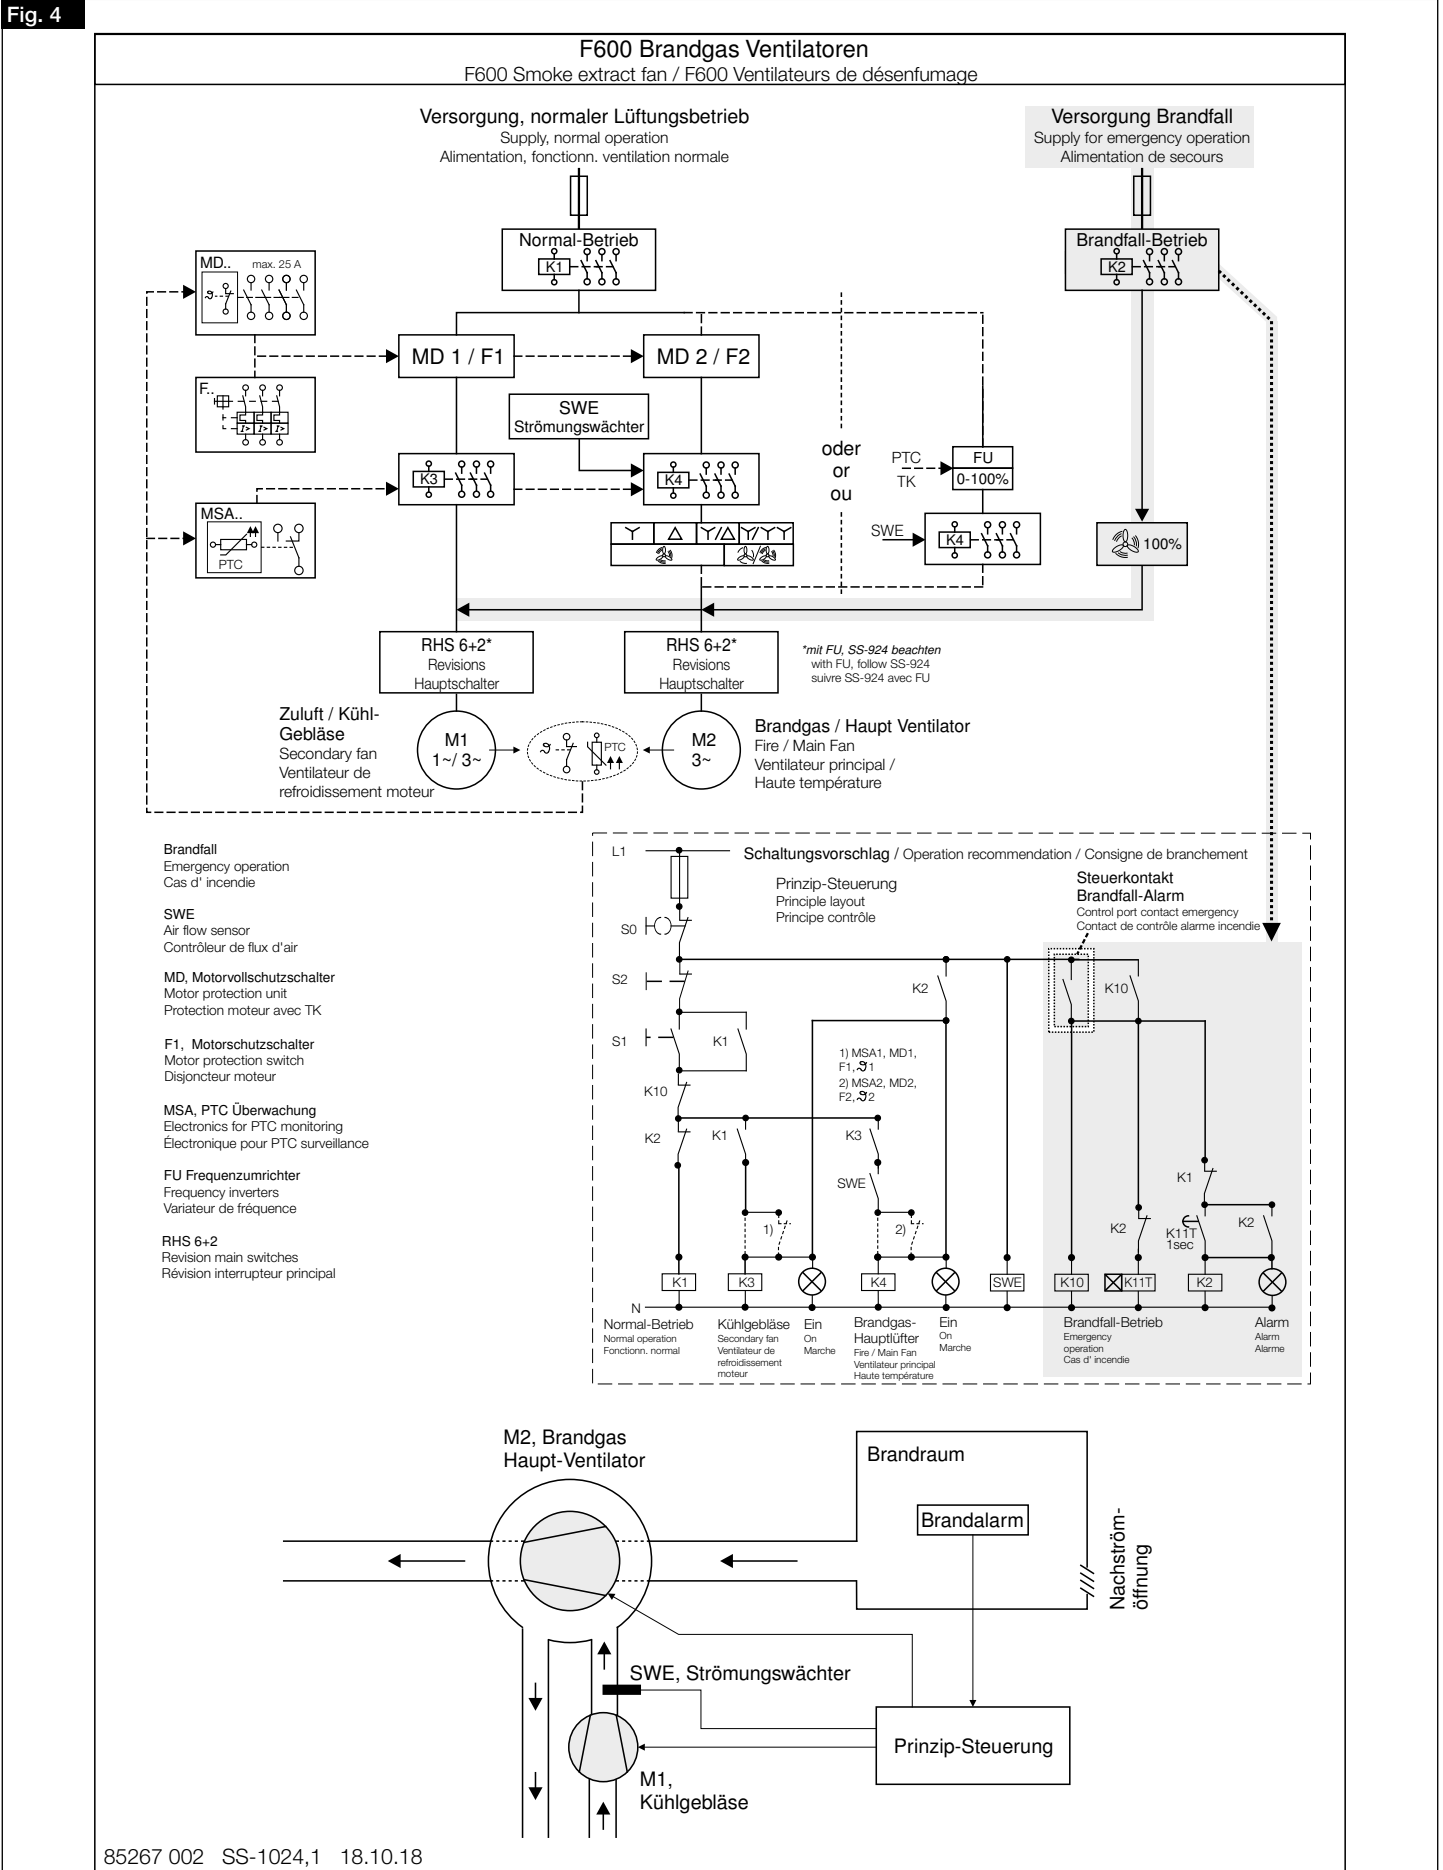 Fig. 4
F600 Brandgas Ventilatoren
F600 Smoke extract fan / F600 Ventilateurs de désenfumage
Versorgung, normaler Lüftungsbetrieb
Supply, normal operation
Alimentation, fonctionn. ventilation normale
Versorgung Brandfall
Supply for emergency operation
Alimentation de secours
Normal-Betrieb
K1
Brandfall-Betrieb
K2
MD.. max. 25 A
ϑ
MD 1 / F1
MD 2 / F2
F..
I> I> I>
SWE
Strömungswächter
oder
or
ou
PTC
TK
FU
0-100%
K3
K4
MSA..
PTC
SWE
K4
100%
Y Δ Y/Δ Y/YY
RHS 6+2*
Revisions
Hauptschalter
RHS 6+2*
Revisions
Hauptschalter
*mit FU, SS-924 beachten
with FU, follow SS-924
suivre SS-924 avec FU
Zuluft / Kühl-
Gebläse
Secondary fan
Ventilateur de
refroidissement moteur
M1
1~/ 3~
ϑ
PTC
M2
3~
Brandgas / Haupt Ventilator
Fire / Main Fan
Ventilateur principal /
Haute température
Brandfall
Emergency operation
Cas d' incendie
SWE
Air flow sensor
Contrôleur de flux d'air
MD, Motorvollschutzschalter
Motor protection unit
Protection moteur avec TK
F1, Motorschutzschalter
Motor protection switch
Disjoncteur moteur
MSA, PTC Überwachung
Electronics for PTC monitoring
Électronique pour PTC surveillance
FU Frequenzumrichter
Frequency inverters
Variateur de fréquence
RHS 6+2
Revision main switches
Révision interrupteur principal
L1
Schaltungsvorschlag / Operation recommendation / Consigne de branchement
Prinzip-Steuerung
Principle layout
Principe contrôle
Steuerkontakt
Brandfall-Alarm
Control port contact emergency
Contact de contrôle alarme incendie
S0
S2
K2
K10
S1
K1
1) MSA1, MD1,
F1, ϑ1
2) MSA2, MD2,
F2, ϑ2
K10
K2
K1
K3
SWE
K1
1)
2)
K2
K11T
1sec
K2
K1
K3
K4
SWE
K10
K11T
K2
N
Normal-Betrieb
Normal operation
Fonctionn. normal
Kühlgebläse
Secondary fan
Ventilateur de
refroidissement
moteur
Ein
On
Marche
Brandgas-
Hauptlüfter
Fire / Main Fan
Ventilateur principal
Haute température
Ein
On
Marche
Brandfall-Betrieb
Emergency
operation
Cas d' incendie
Alarm
Alarm
Alarme
M2, Brandgas
Haupt-Ventilator
Brandraum
Brandalarm
Nachström-
öffnung
SWE, Strömungswächter
Prinzip-Steuerung
M1,
Kühlgebläse
85267 002 SS-1024,1 18.10.18